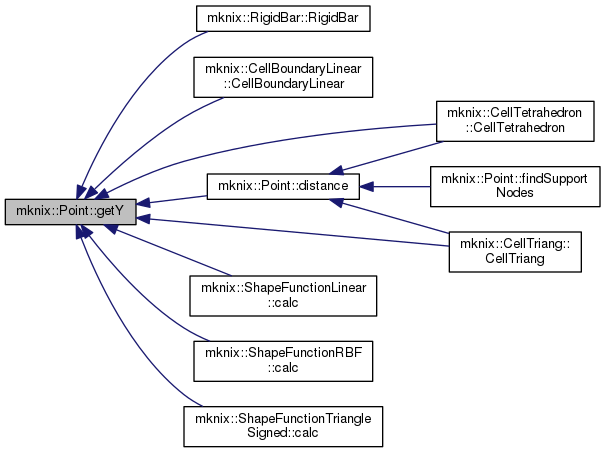 mknix::RigidBar::RigidBar
mknix::CellBoundaryLinear
::CellBoundaryLinear
mknix::CellTetrahedron
::CellTetrahedron
mknix::Point::distance
mknix::Point::findSupport
Nodes
mknix::Point::getY
mknix::CellTriang::
CellTriang
mknix::ShapeFunctionLinear
::calc
mknix::ShapeFunctionRBF
::calc
mknix::ShapeFunctionTriangle
Signed::calc